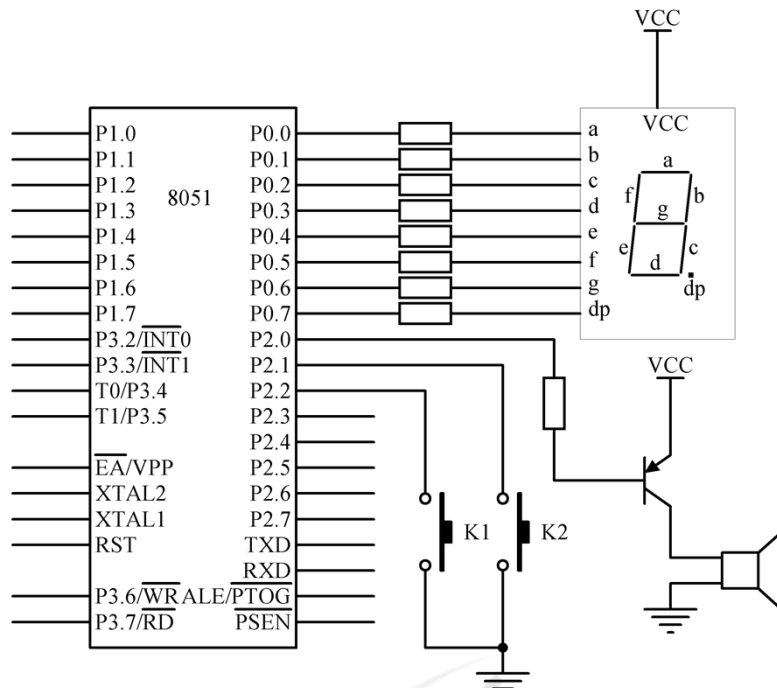 VCC
VCC
8051
P1.0
P1.1
P1.2
P1.3
P1.4
P1.5
P1.6
P1.7
P3.2/INT0
P3.3/INT1
T0/P3.4
T1/P3.5
EA/VPP
XTAL2
XTAL1
RST
P3.6/WR
P3.7/RD
P0.0
P0.1
P0.2
P0.3
P0.4
P0.5
P0.6
P0.7
P2.0
P2.1
P2.2
P2.3
P2.4
P2.5
P2.6
P2.7
TXD
RXD
ALE/PTOG
PSEN
a
b
c
d
e
f
g
dp
a
f
b
g
e
c
d
dp
VCC
K1
K2